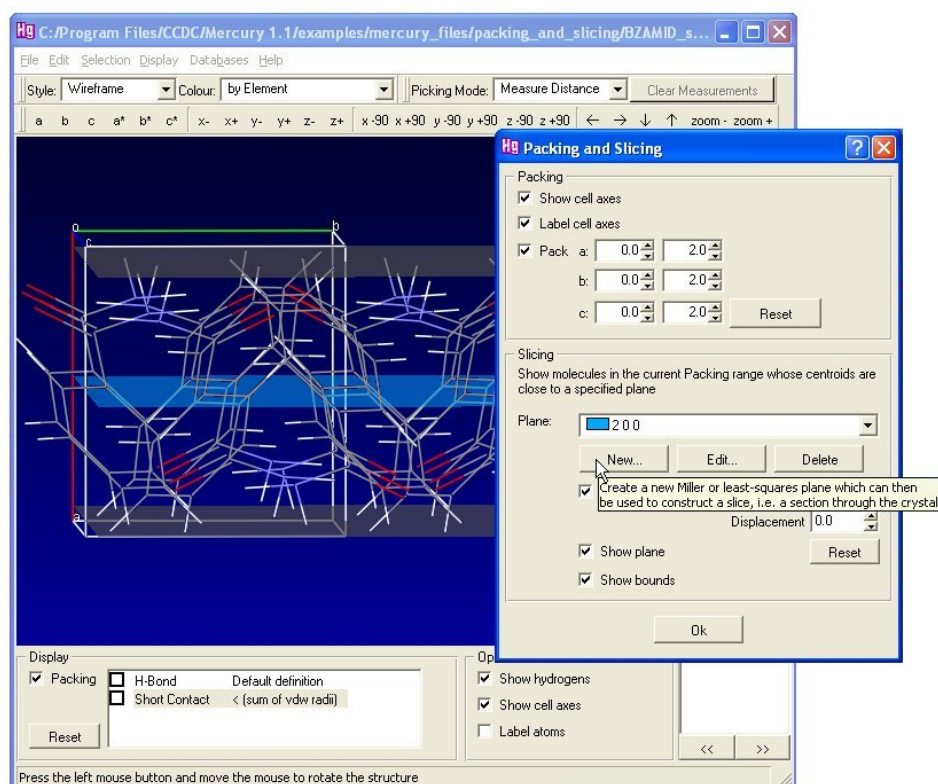 Hg C:/Program Files/CCDC/Mercury 1.1/examples/mercury_files/packing_and_slicing/BZAMID_s...
File Edit Selection Display Databases Help
Style: Wireframe Colour: by Element Picking Mode: Measure Distance Clear Measurements
a b c a* b* c* x- x+ y- y+ z- z+ x-90 x+90 y-90 y+90 z-90 z+90 ← → ↓ ↑ zoom- zoom+
Hg Packing and Slicing
Packing
Show cell axes
Label cell axes
Pack a: 0.0 2.0
b: 0.0 2.0
c: 0.0 2.0 Reset
Slicing
Show molecules in the current Packing range whose centroids are
close to a specified plane
Plane: 2 0 0
New... Edit... Delete
Create a new Miller or least-squares plane which can then
be used to construct a slice, i.e. a section through the crystal
Displacement 0.0
Show plane Reset
Show bounds
Ok
o b
c
a
Display
Packing H-Bond Default definition
Short Contact < (sum of vdw radii)
Reset
Op
Show hydrogens
Show cell axes
Label atoms
<< >>
Press the left mouse button and move the mouse to rotate the structure